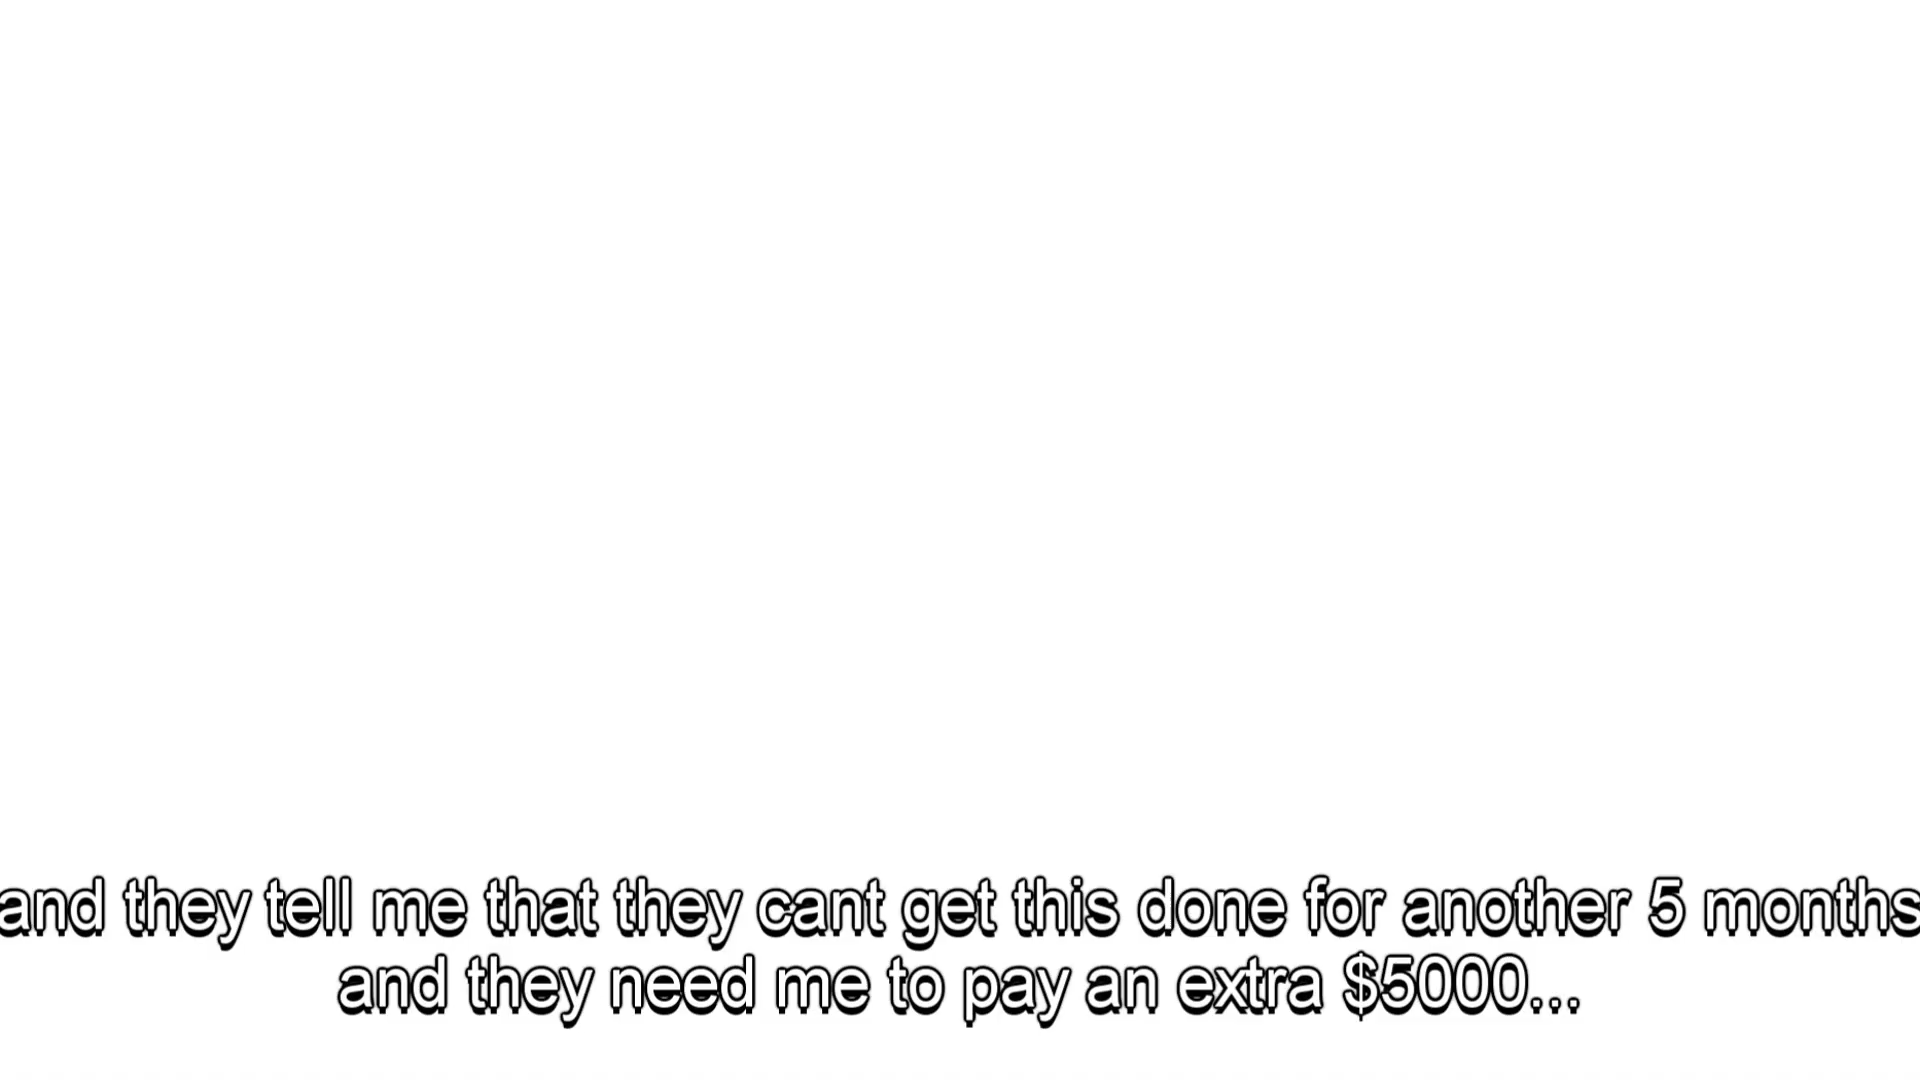 and they tell me that they cant get this done for another 5 months
and they need me to pay an extra $5000...